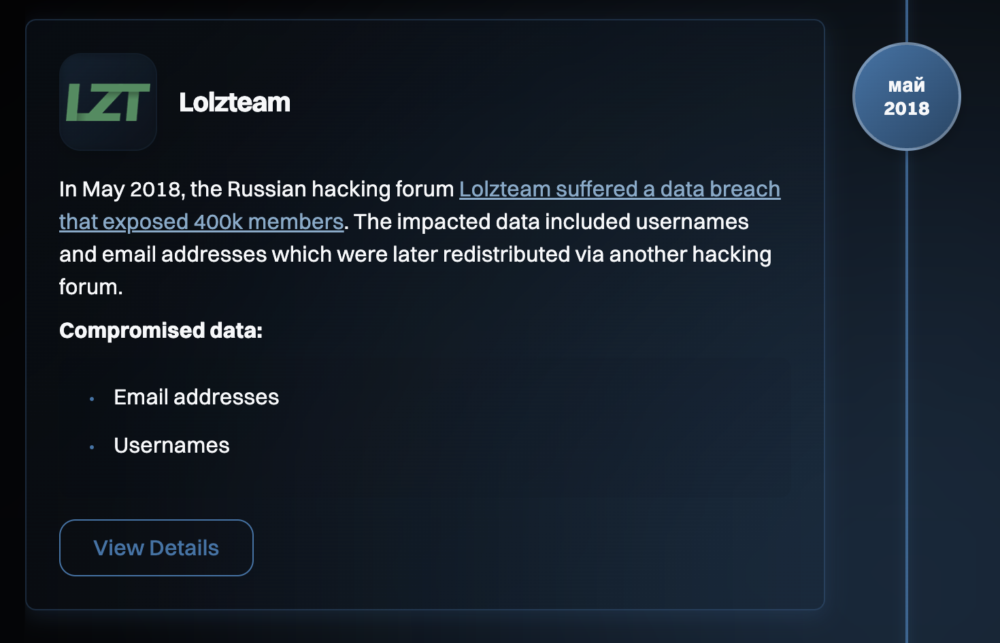 LZT
Lolzteam
май
2018
In May 2018, the Russian hacking forum Lolzteam suffered a data breach
that exposed 400k members. The impacted data included usernames
and email addresses which were later redistributed via another hacking
forum.
Compromised data:
• Email addresses
• Usernames
View Details